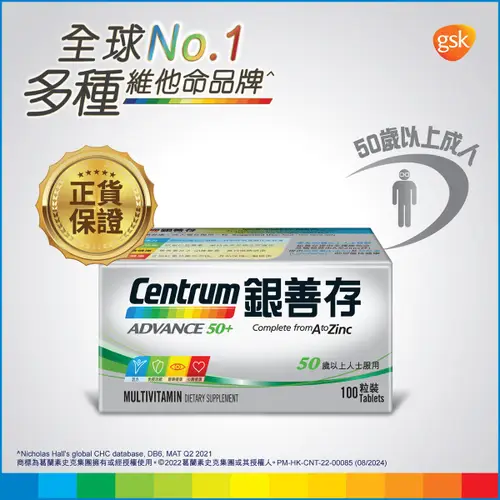 全球No.1
多種維他命品牌^
gsk
50歲以上成人
正貨
保證
Centrum 銀善存
ADVANCE 50+ Complete from A to Zinc
50歲以上人士服用
MULTIVITAMIN DIETARY SUPPLEMENT
100粒裝
Tablets
^Nicholas Hall's global CHC database, DB6, MAT Q2 2021
商標為葛蘭素史克集團擁有或經授權使用。©2022葛蘭素史克集團或其授權人。PM-HK-CNT-22-00085 (08/2024)